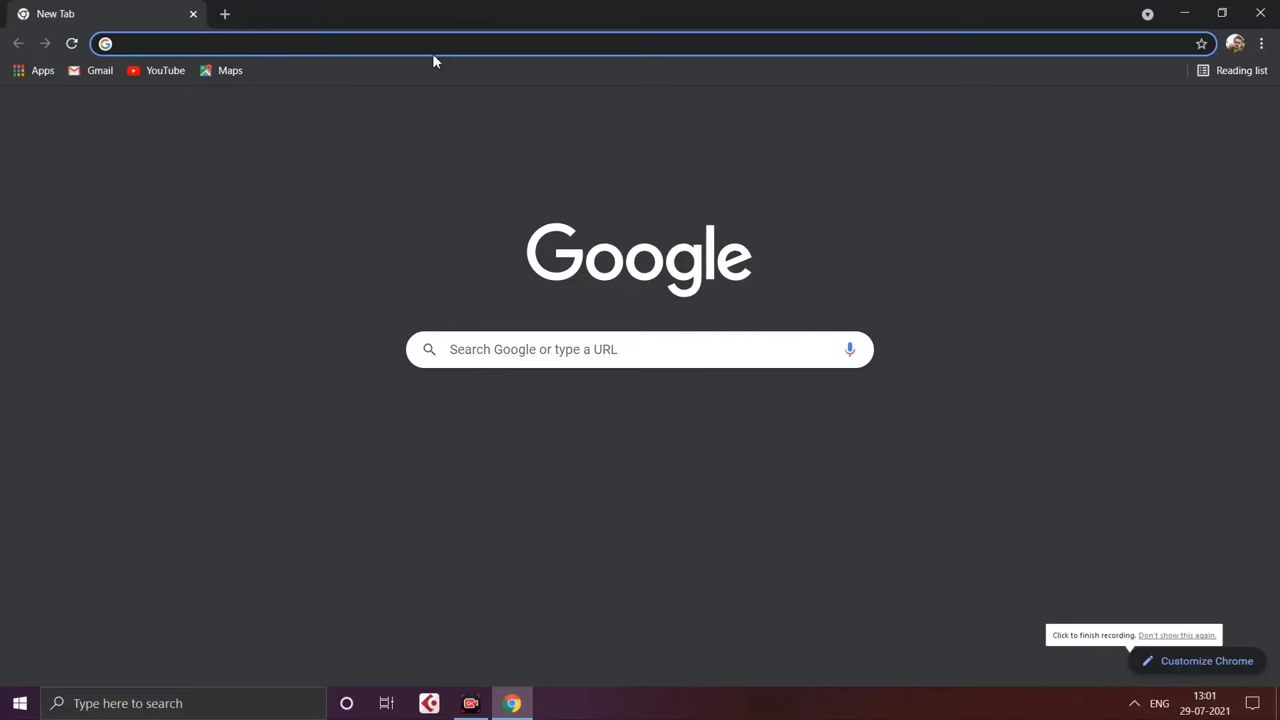 New Tab
Apps Gmail YouTube Maps Reading list
Google
Search Google or type a URL
Click to finish recording. Don't show this again.
Customize Chrome
Type here to search ENG 13:01
29-07-2021